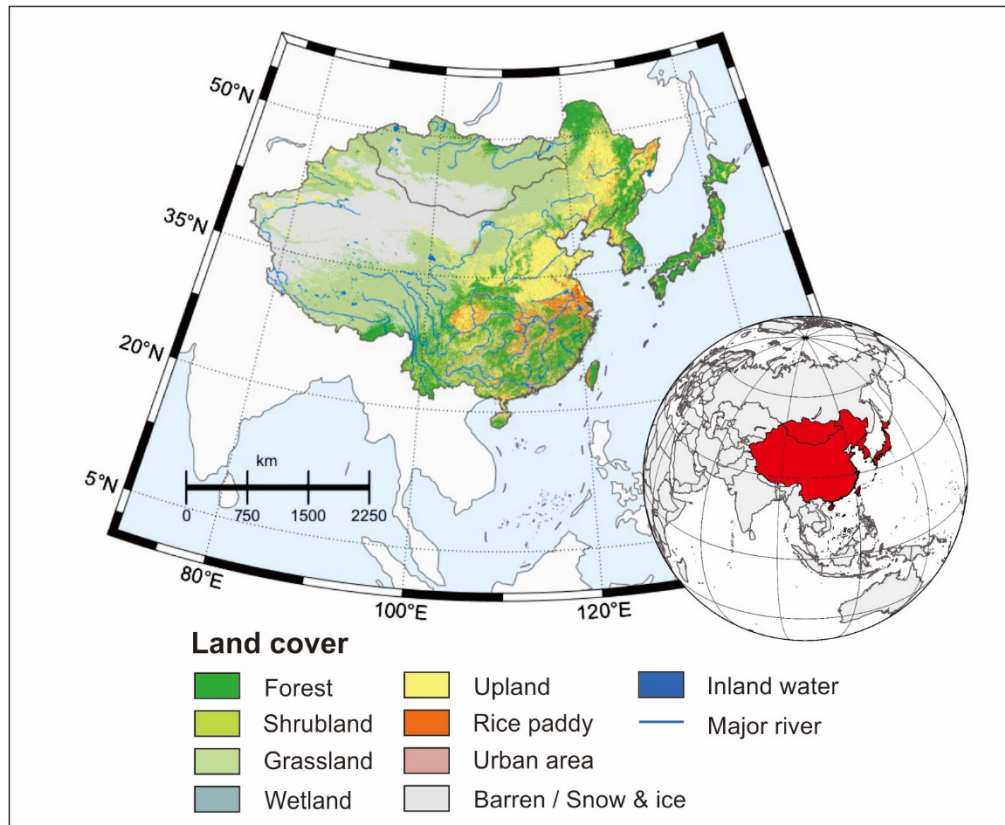 50°N
35°N
20°N
5°N
km
0 750 1500 2250
80°E
100°E
120°E
Land cover
Forest
Shrubland
Grassland
Wetland
Upland
Rice paddy
Urban area
Barren / Snow & ice
Inland water
Major river